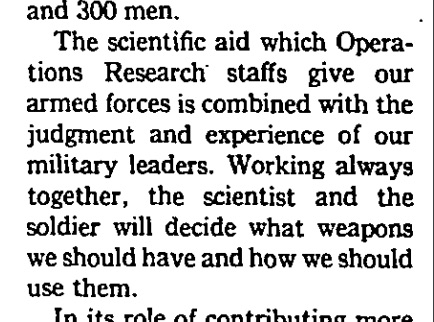 and 300 men.
The scientific aid which Opera-
tions Research staffs give our
armed forces is combined with the
judgment and experience of our
military leaders. Working always
together, the scientist and the
soldier will decide what weapons
we should have and how we should
use them.
In its role of contributing more